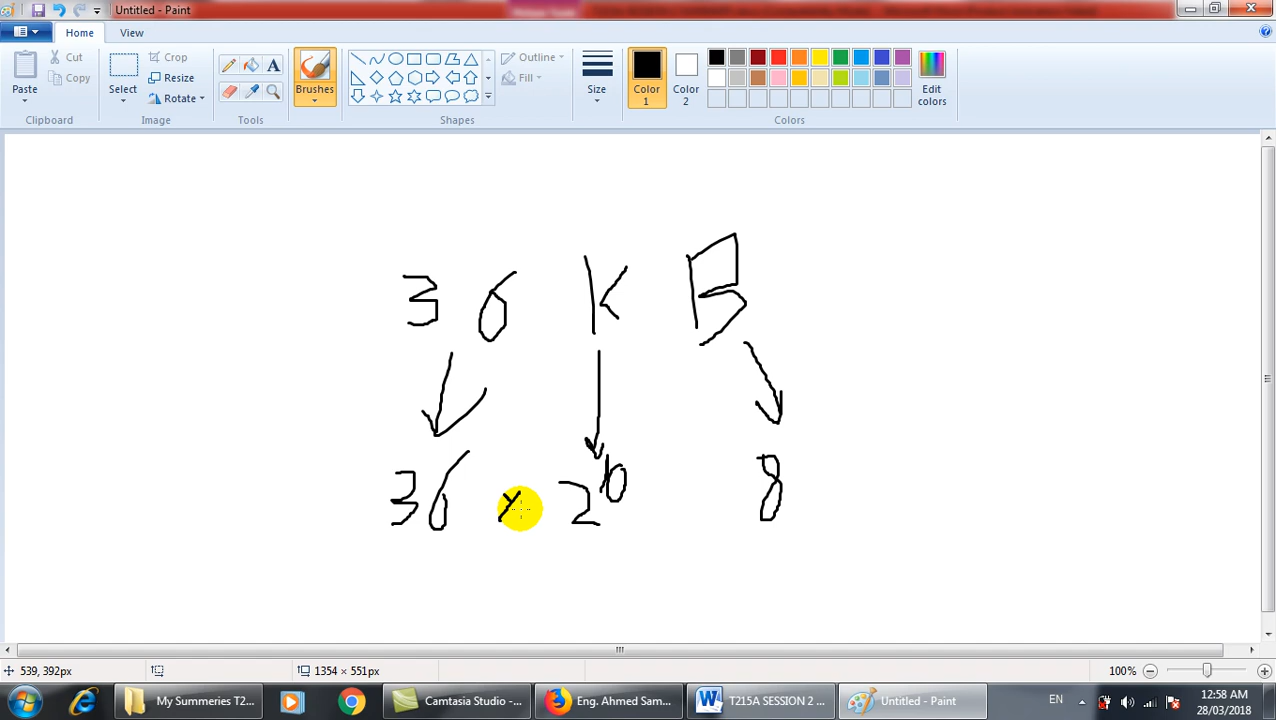 Untitled - Paint
Home View
Paste
Cut
Copy
Select
Crop
Resize
Rotate
Brushes
Outline
Fill
Size
Color 1
Color 2
Edit colors
Clipboard Image Tools Shapes Colors
36 K B
36 x 2^10 8
539, 392px 1354 × 551px 100%
My Summeries T2... Camtasia Studio -... Eng. Ahmed Sam... T215A SESSION 2 ... Untitled - Paint EN 12:58 AM
28/03/2018